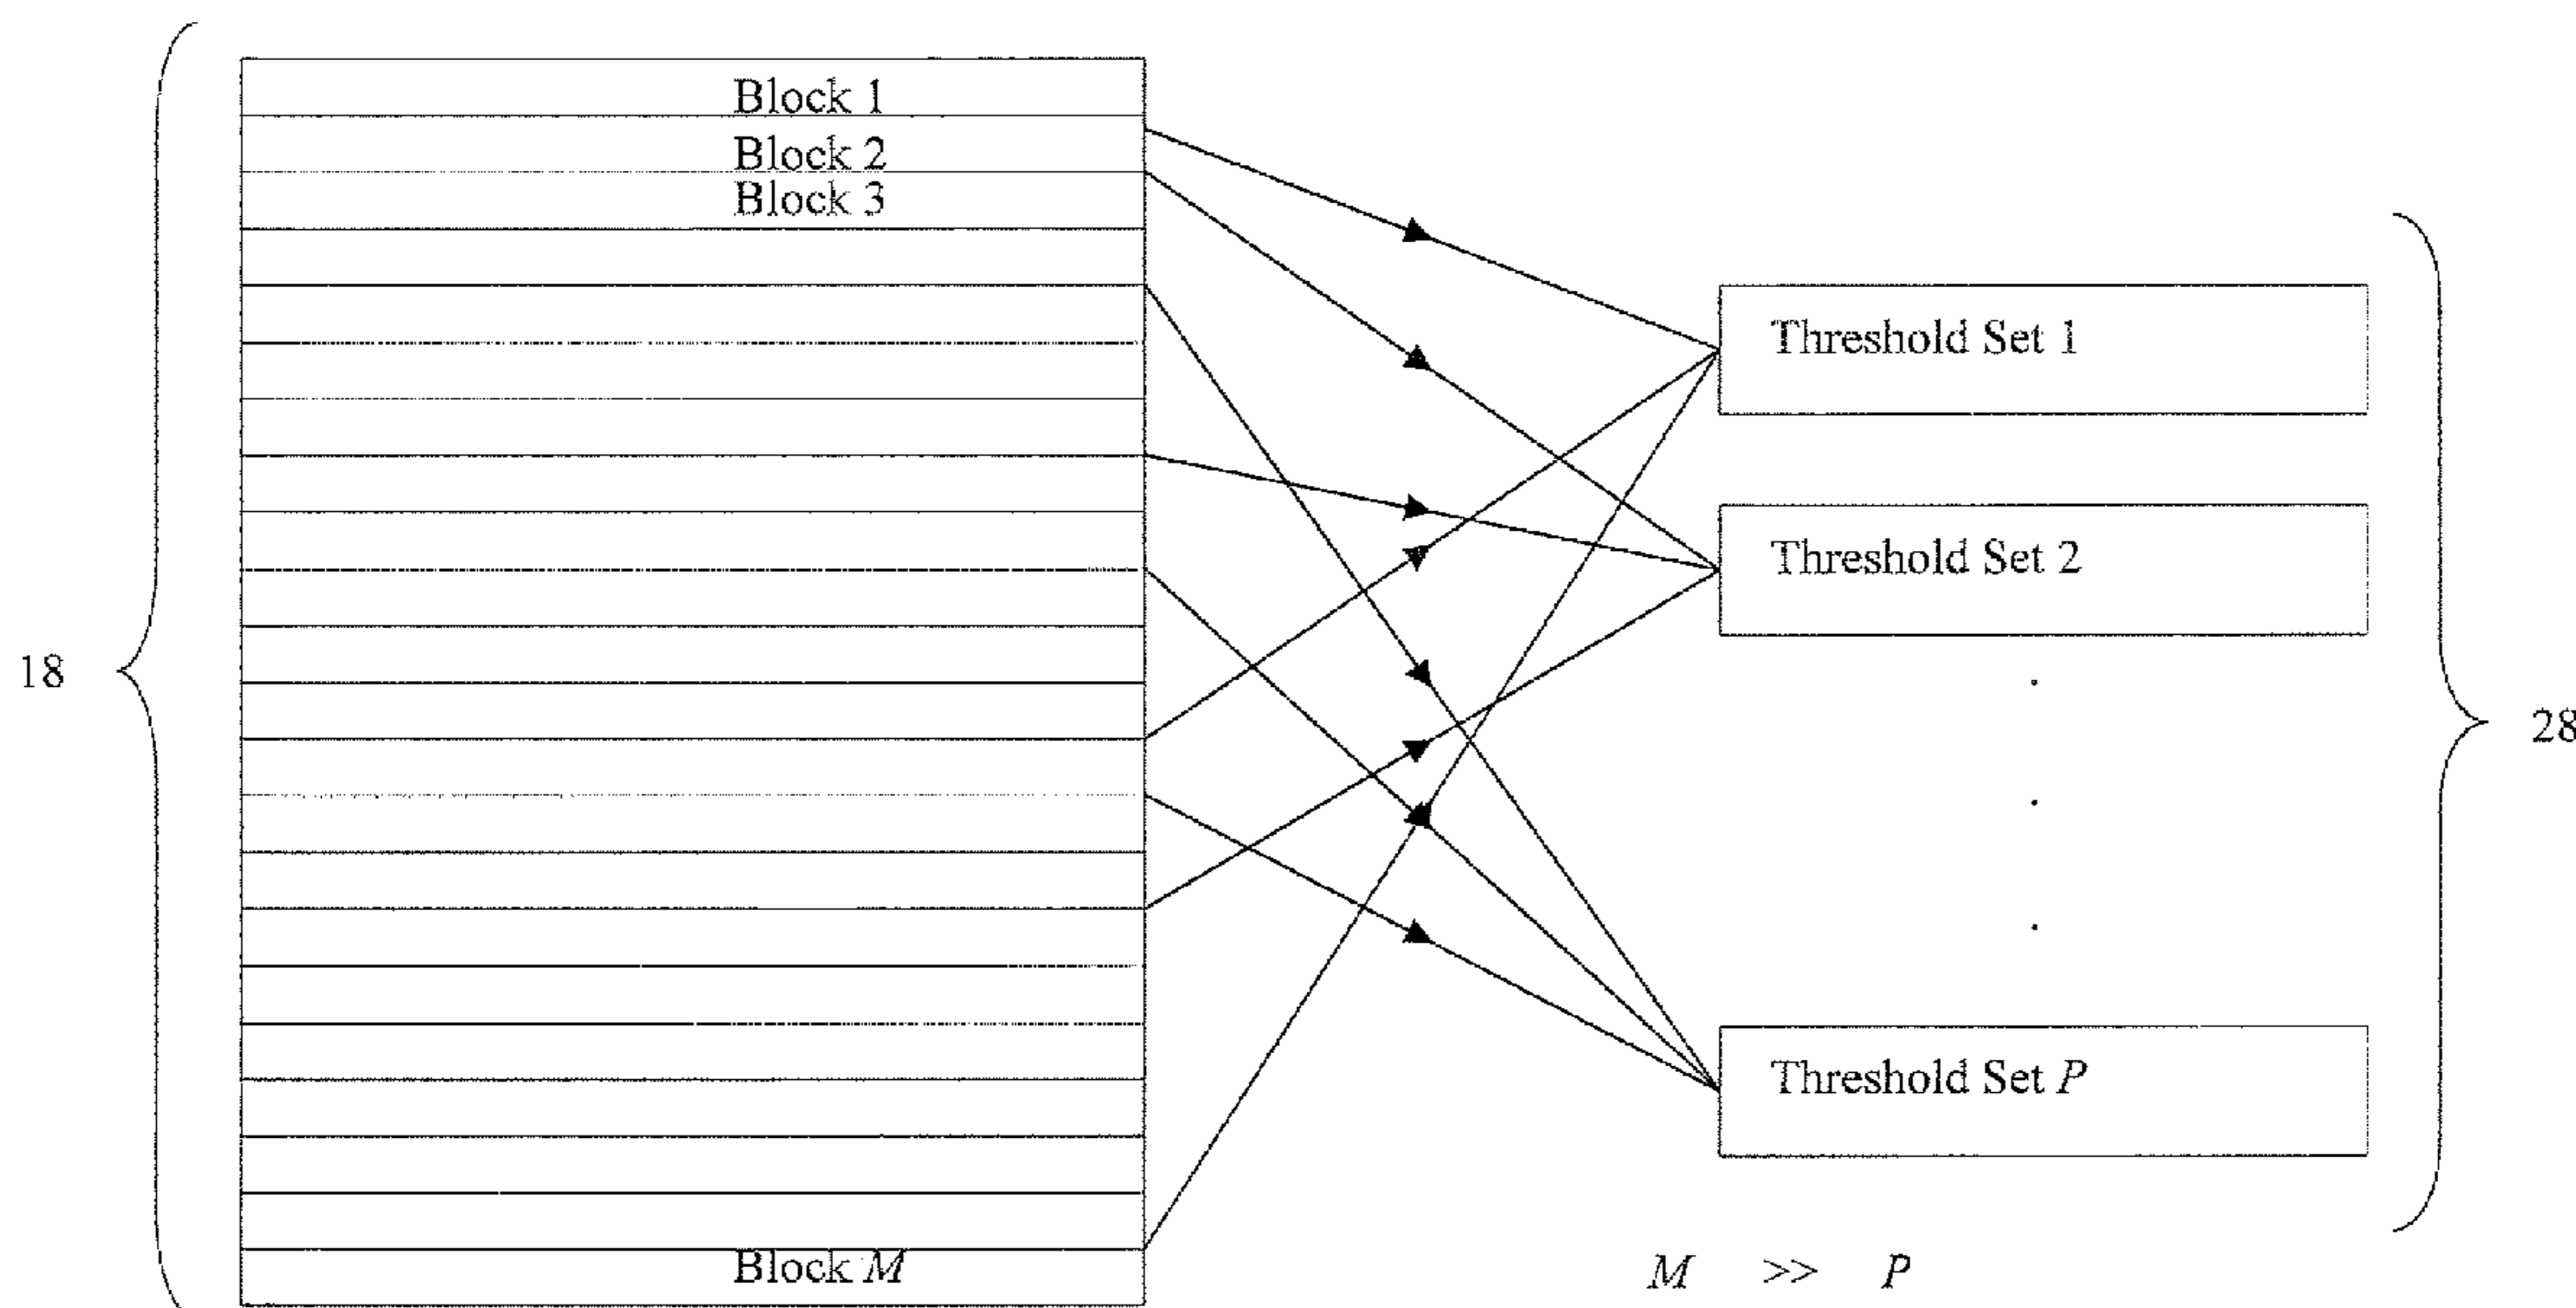 Block 1
Block 2
Block 3
Block M
18
Threshold Set 1
Threshold Set 2
.
.
.
Threshold Set P
28
M >> P